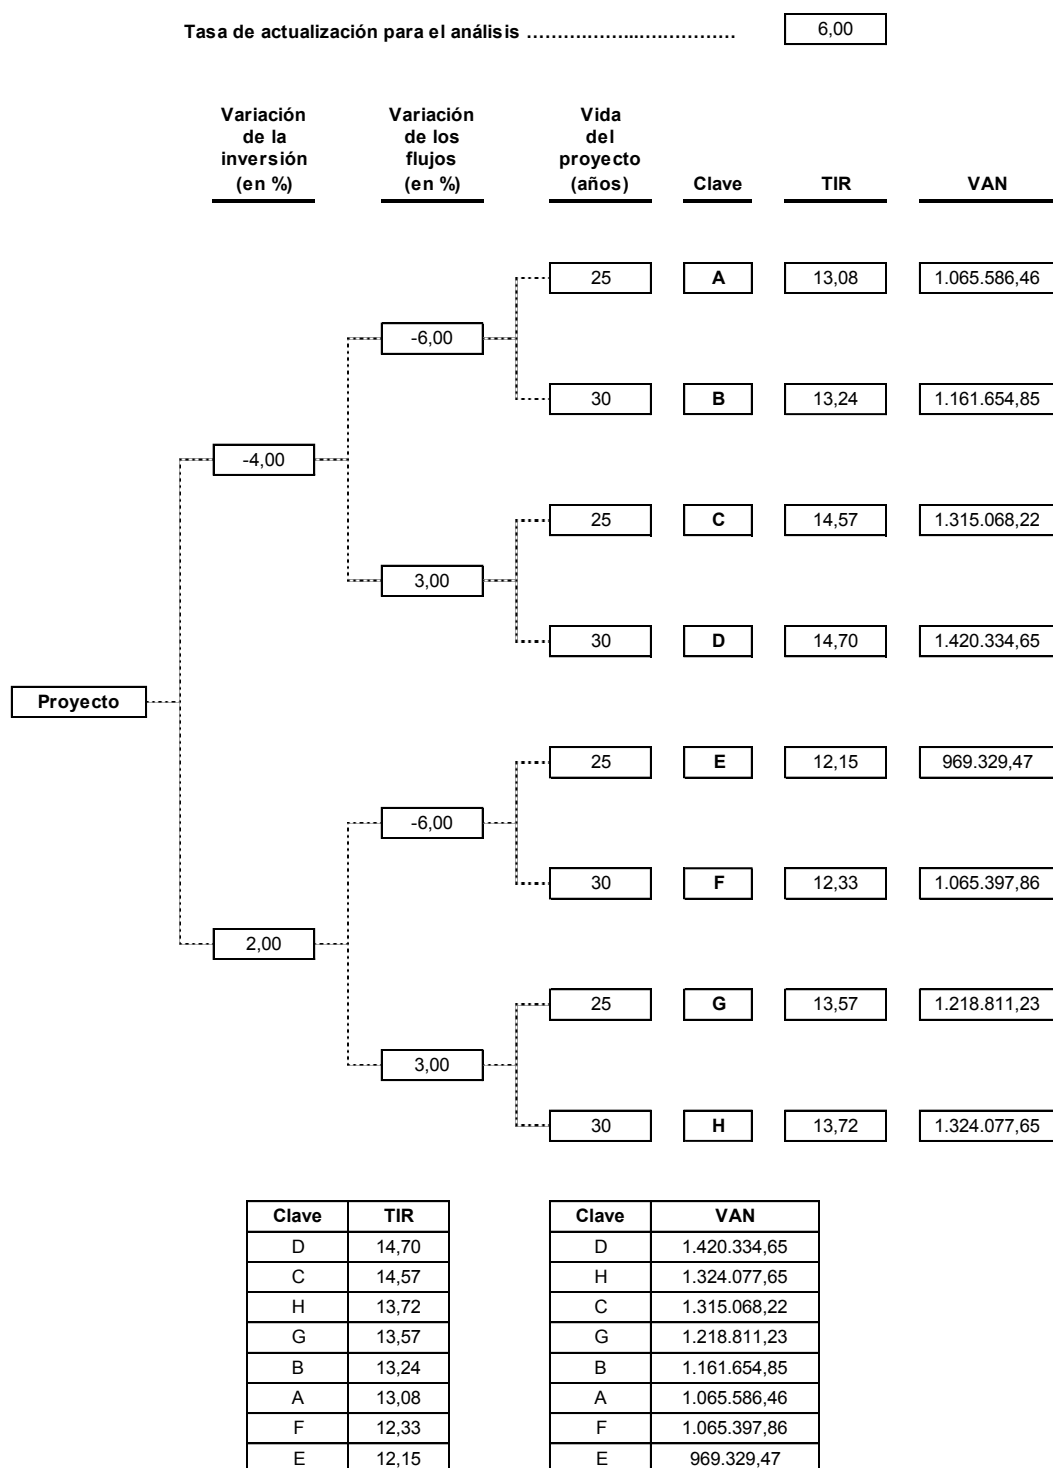 Tasa de actualización para el análisis ……….……...….………… 6,00
Variación Variación Vida
de la de los del
inversión flujos proyecto
(en %) (en %) (años) Clave TIR VAN
25 A 13,08 1.065.586,46
-6,00
30 B 13,24 1.161.654,85
-4,00
25 C 14,57 1.315.068,22
3,00
30 D 14,70 1.420.334,65
Proyecto
25 E 12,15 969.329,47
-6,00
30 F 12,33 1.065.397,86
2,00
25 G 13,57 1.218.811,23
3,00
30 H 13,72 1.324.077,65
Clave TIR Clave VAN
D 14,70 D 1.420.334,65
C 14,57 H 1.324.077,65
H 13,72 C 1.315.068,22
G 13,57 G 1.218.811,23
B 13,24 B 1.161.654,85
A 13,08 A 1.065.586,46
F 12,33 F 1.065.397,86
E 12,15 E 969.329,47